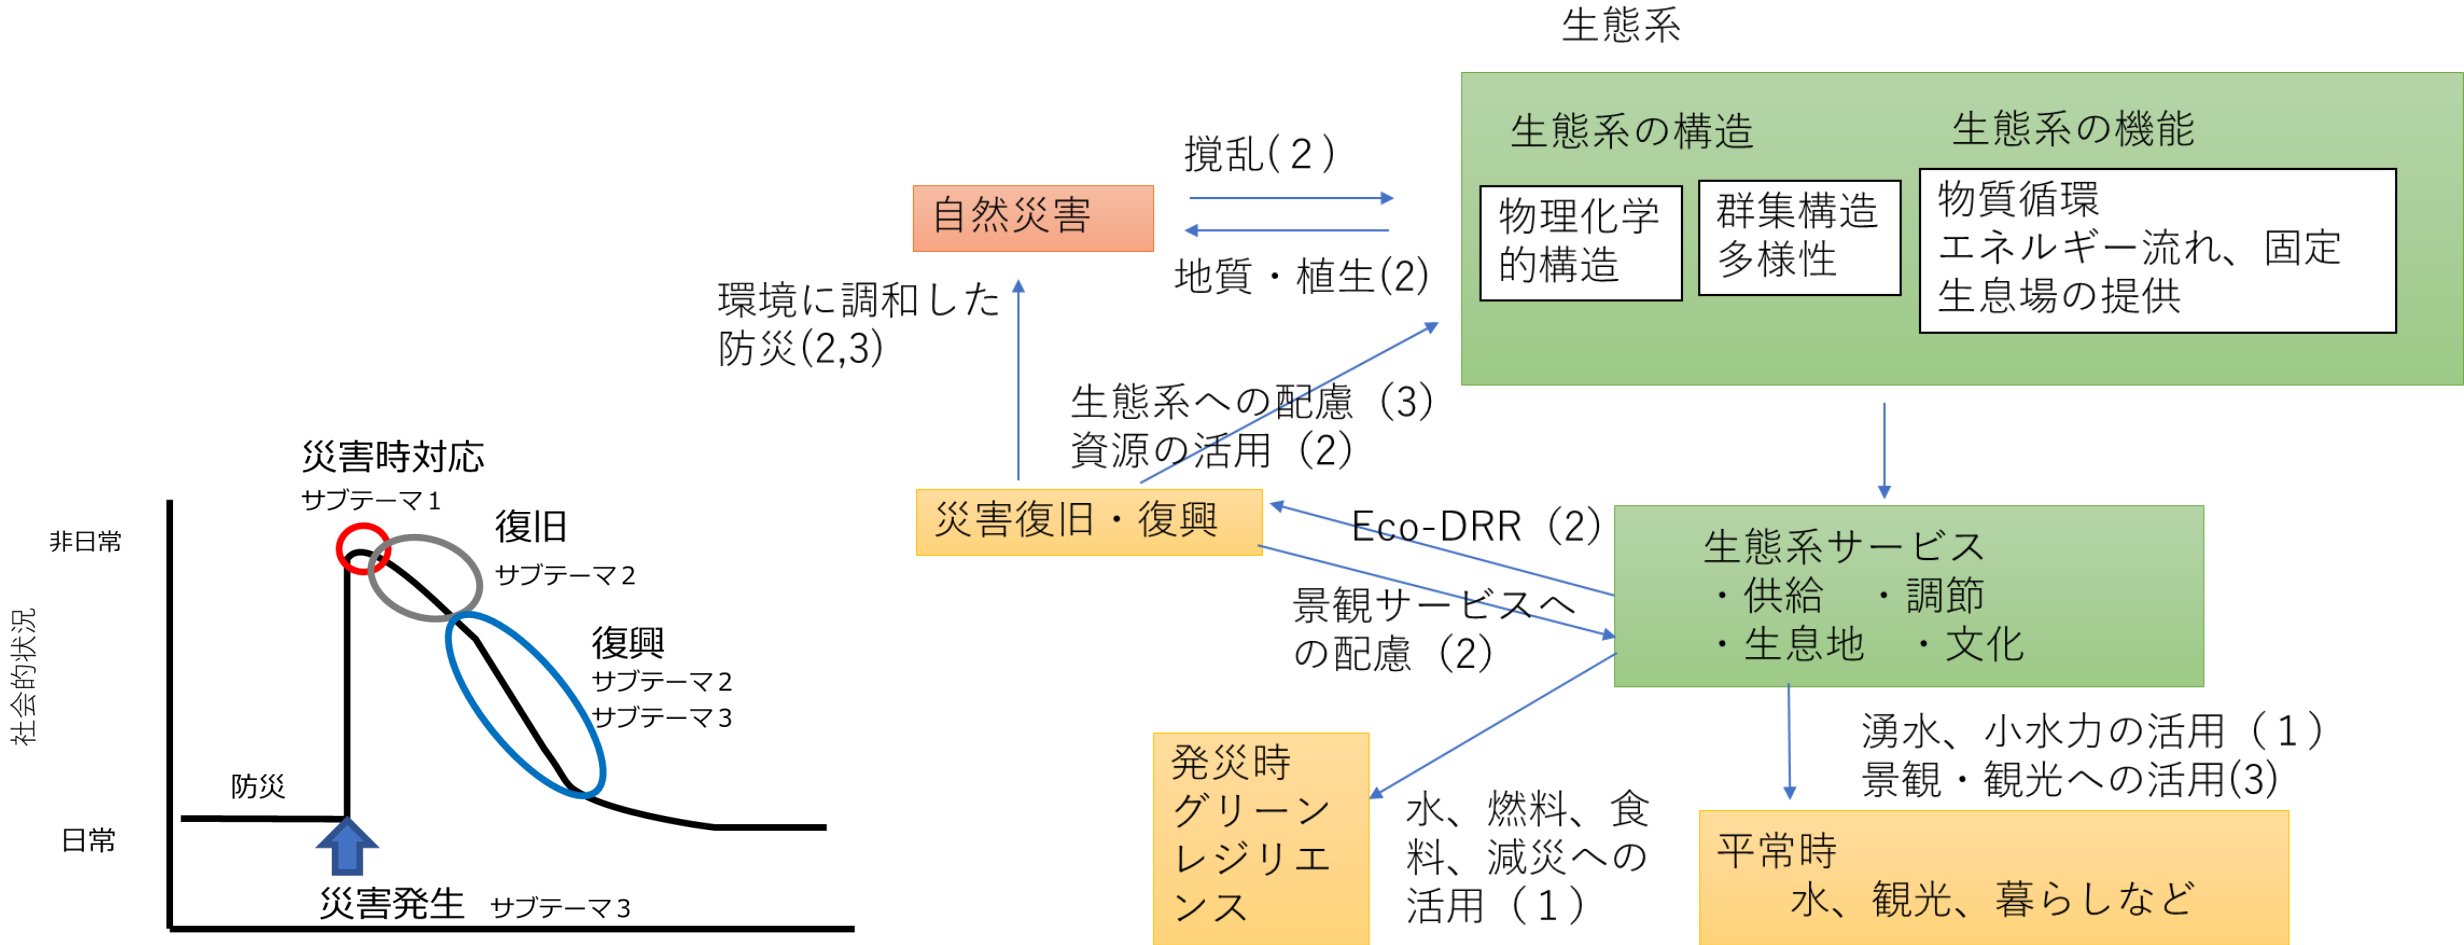 生態系
生態系の構造
生態系の機能
物理化学
的構造
群集構造
多様性
物質循環
エネルギー流れ、固定
生息場の提供
撹乱(２)
自然災害
地質・植生(2)
環境に調和した
防災(2,3)
生態系への配慮（3）
資源の活用（2）
災害復旧・復興
Eco-DRR（2）
景観サービスへ
の配慮（2）
生態系サービス
・供給　・調節
・生息地　・文化
湧水、小水力の活用（１）
景観・観光への活用(3)
発災時
グリーン
レジリエ
ンス
水、燃料、食
料、減災への
活用（１）
平常時
水、観光、暮らしなど
災害時対応
サブテーマ１
復旧
サブテーマ２
復興
サブテーマ２
サブテーマ３
非日常
社会的状況
防災
日常
災害発生　サブテーマ３